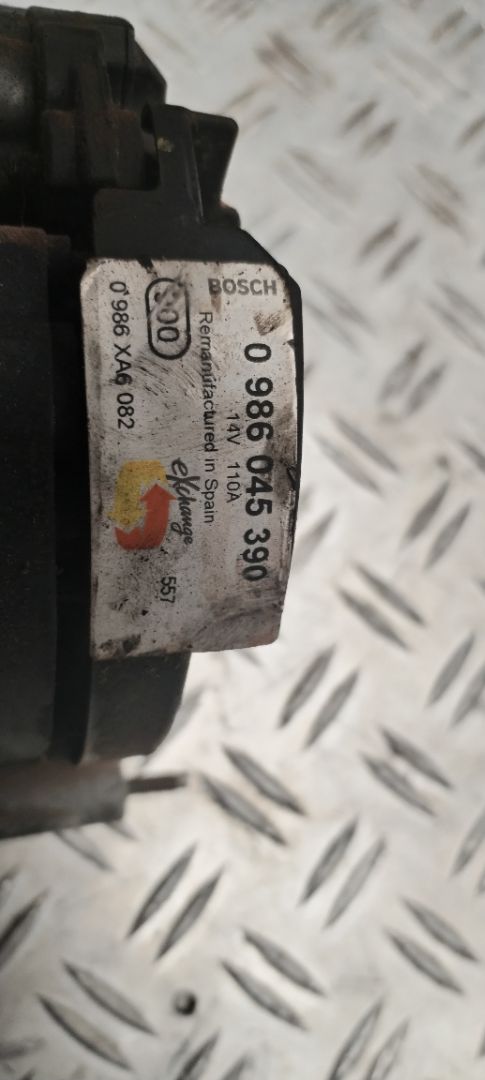 BOSCH
0 986 045 390
14V 110A
Remanufactured in Spain
eXchange
557
0 986 XA6 082